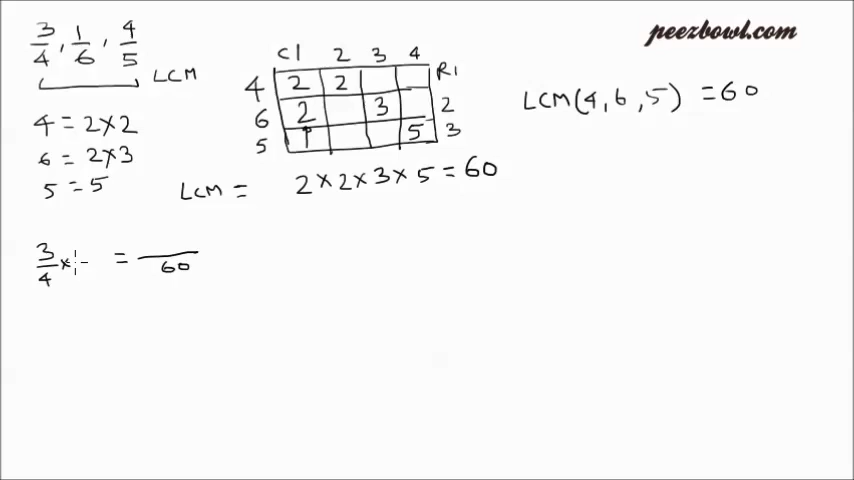 peezbowl.com
3/4, 1/6, 4/5
LCM
4 = 2×2
6 = 2×3
5 = 5
C1 2 3 4
4 2 2 R1
6 2 3 2
5 1 5 3
LCM = 2×2×3×5 = 60
LCM(4,6,5) = 60
3/4 × = /60